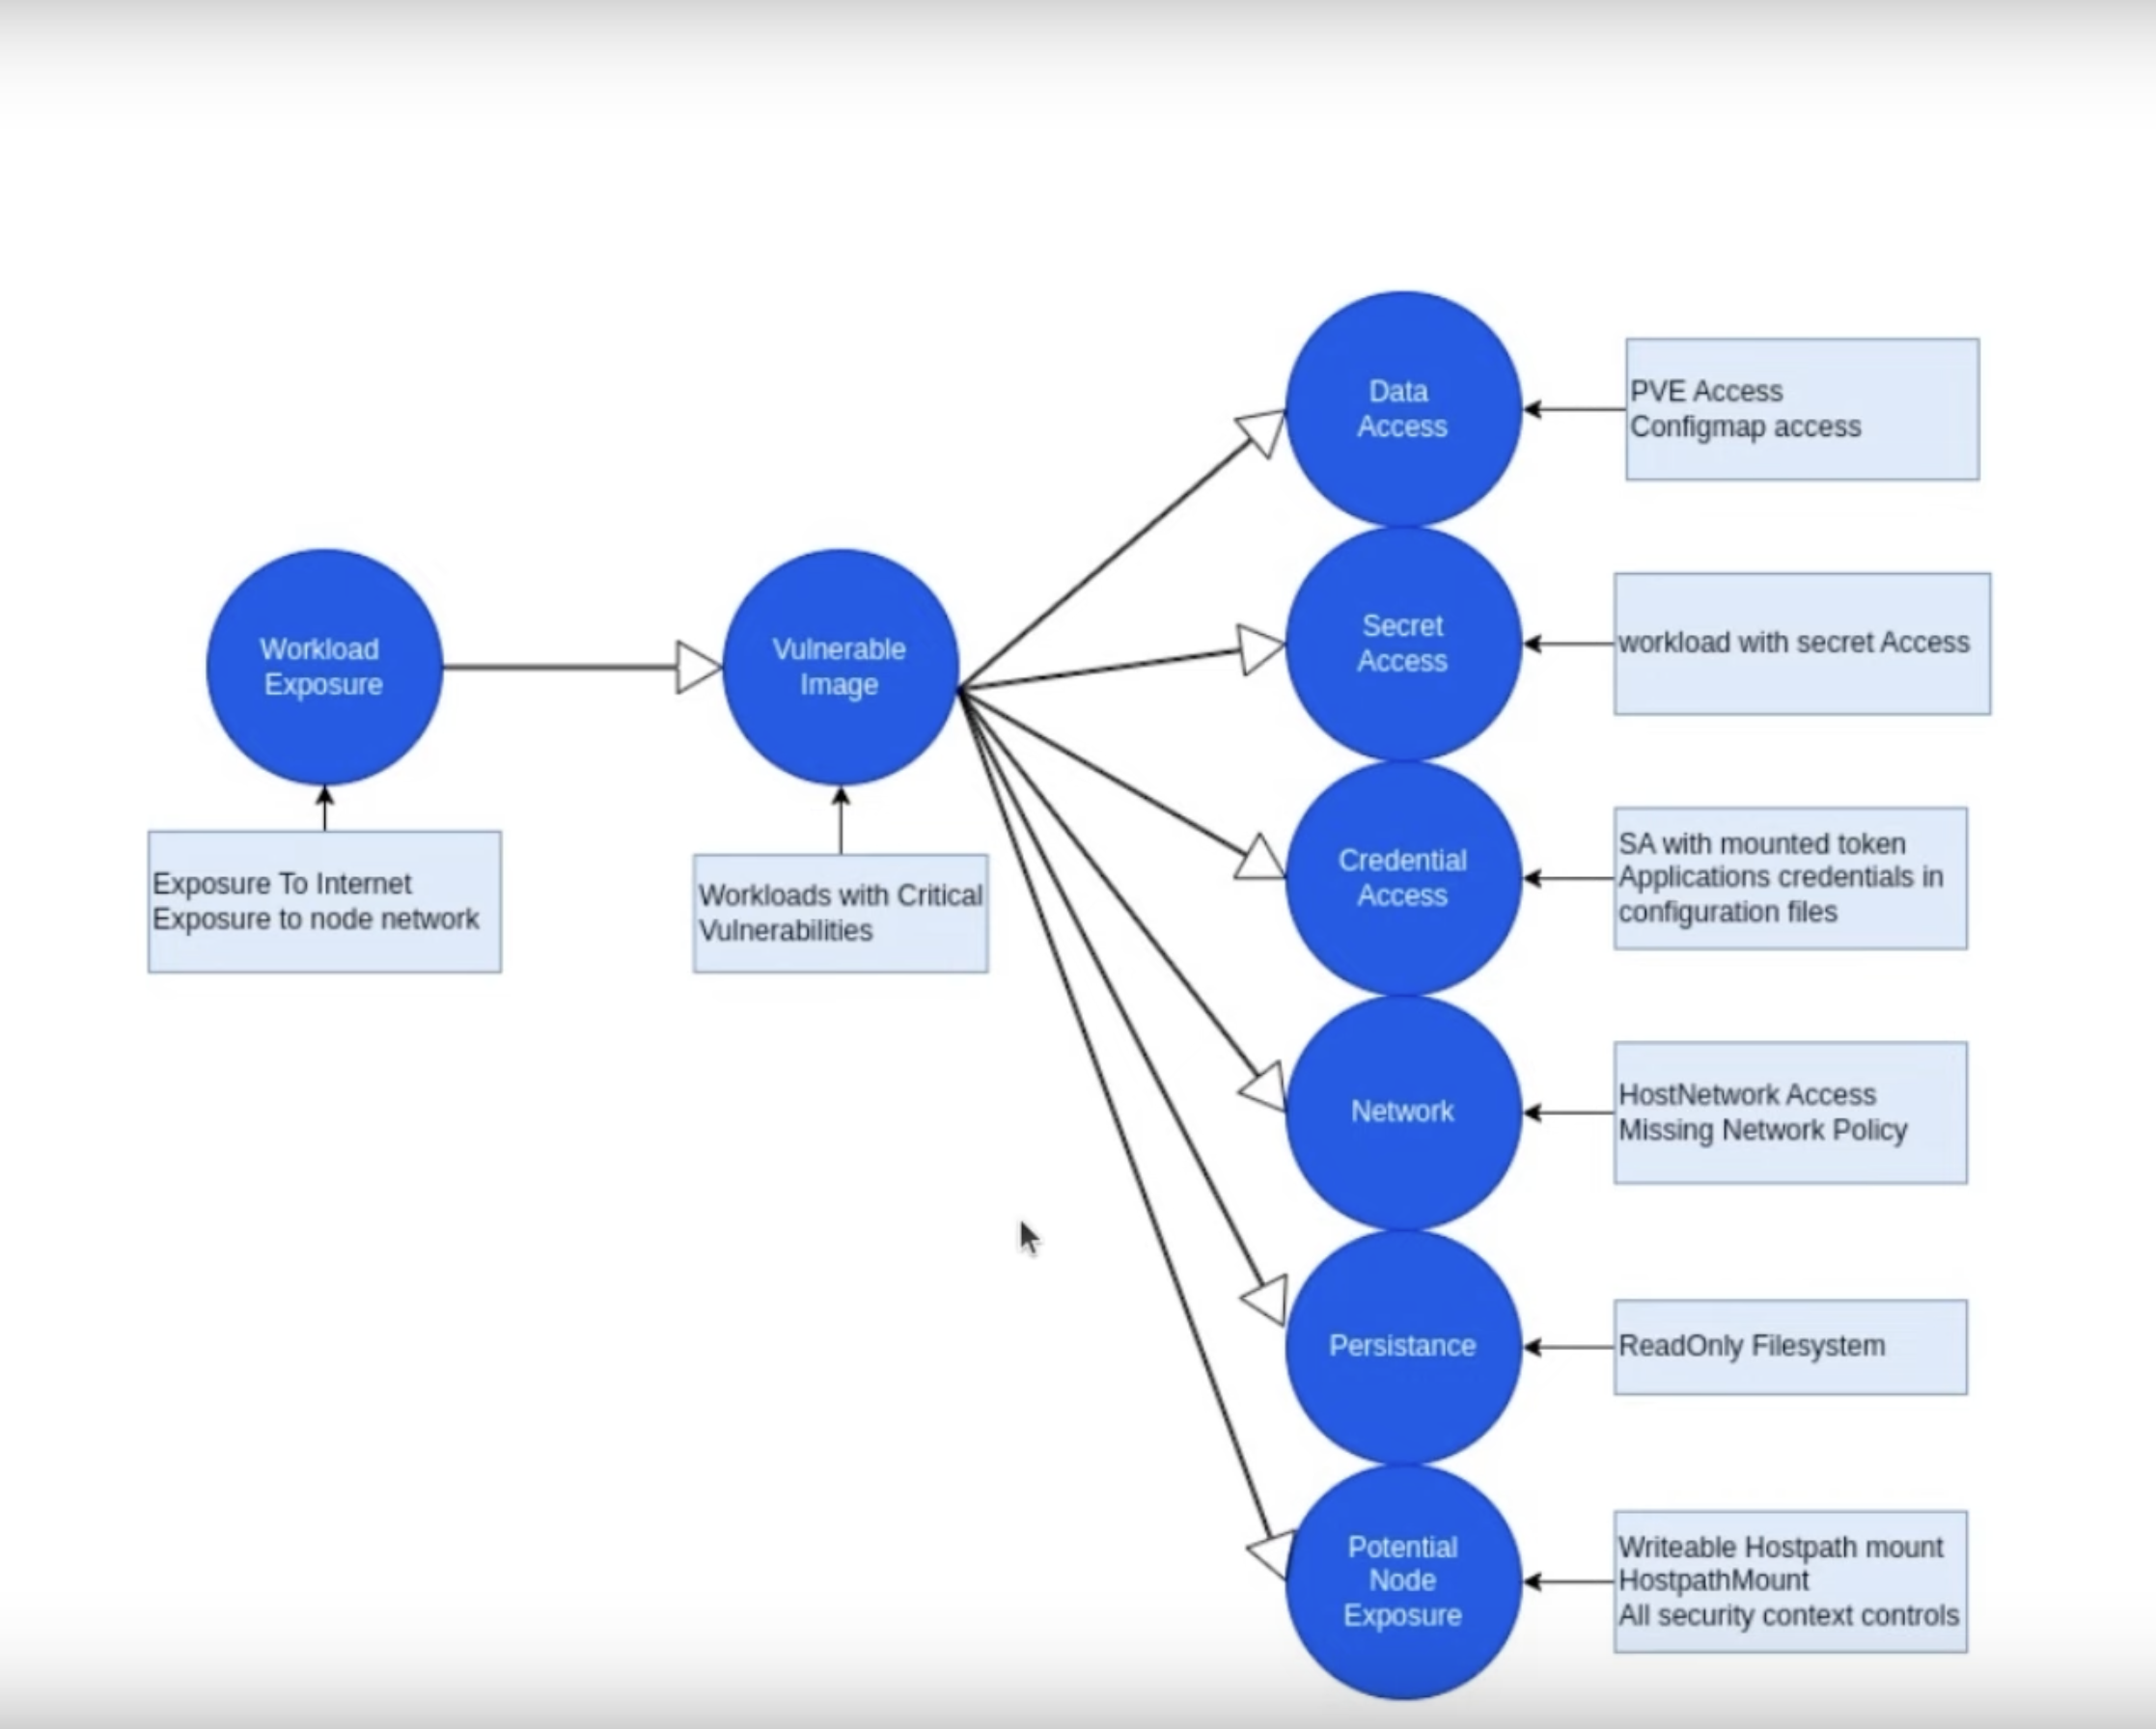 Data
Access
PVE Access
Configmap access
Workload
Exposure
Vulnerable
Image
Secret
Access
workload with secret Access
Exposure To Internet
Exposure to node network
Workloads with Critical
Vulnerabilities
Credential
Access
SA with mounted token
Applications credentials in
configuration files
Network
HostNetwork Access
Missing Network Policy
Persistance
ReadOnly Filesystem
Potential
Node
Exposure
Writeable Hostpath mount
HostpathMount
All security context controls